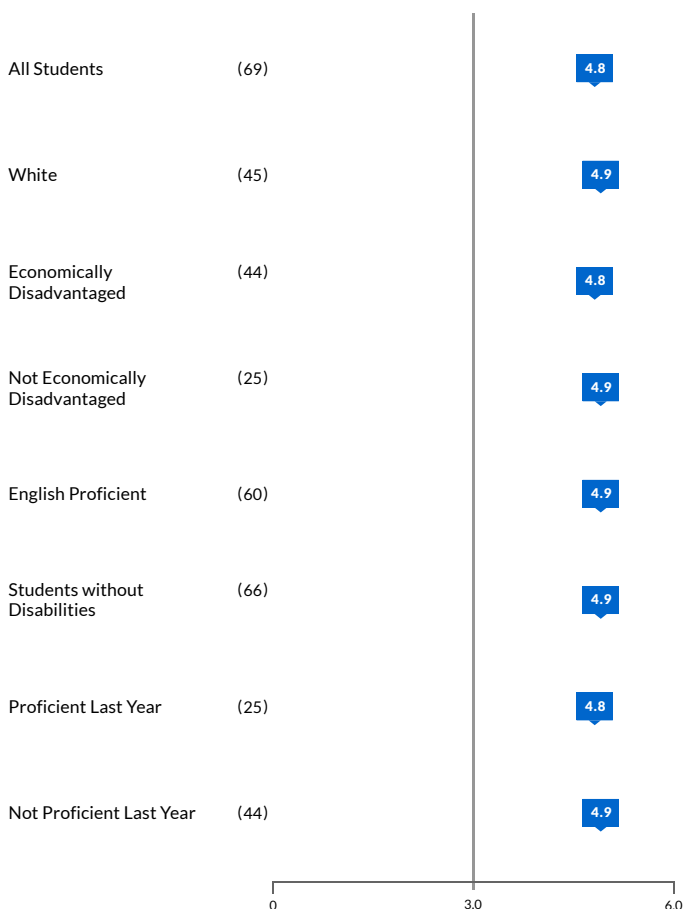 All Students (69) 4.8
White (45) 4.9
Economically (44) 4.8
Disadvantaged
Not Economically (25) 4.9
Disadvantaged
English Proficient (60) 4.9
Students without (66) 4.9
Disabilities
Proficient Last Year (25) 4.8
Not Proficient Last Year (44) 4.9
0 3.0 6.0